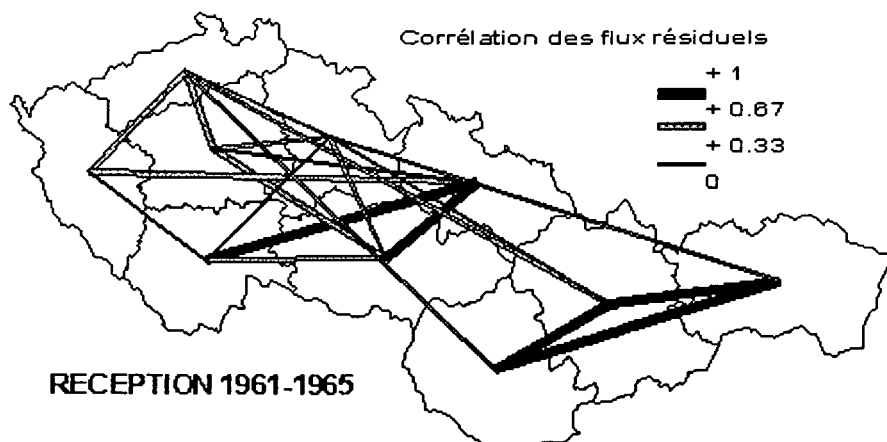 Corrélation des flux résiduels
+ 1
+ 0.67
+ 0.33
0
RECEPTION 1961-1965